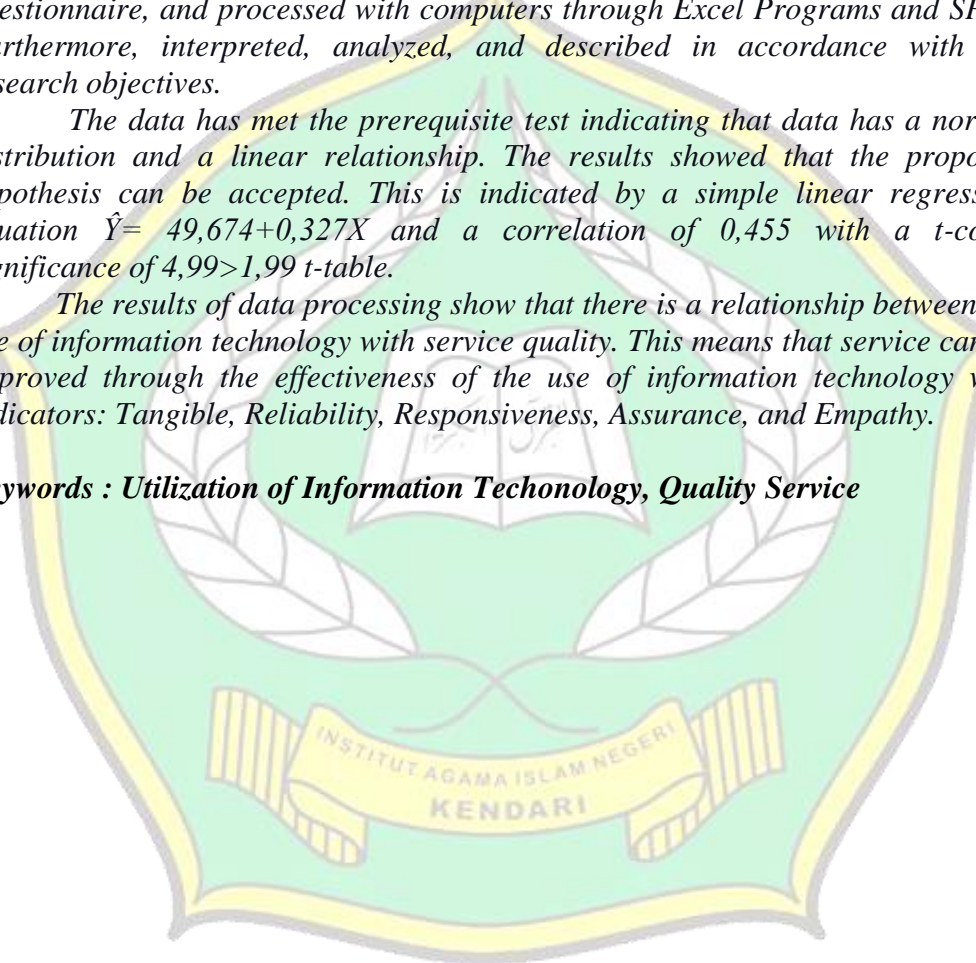 estionnaire, and processed with computers through Excel Programs and SP
urthermore, interpreted, analyzed, and described in accordance with
search objectives.
The data has met the prerequisite test indicating that data has a nor
stribution and a linear relationship. The results showed that the propo
pothesis can be accepted. This is indicated by a simple linear regress
uation Ŷ= 49,674+0,327X and a correlation of 0,455 with a t-co
gnificance of 4,99>1,99 t-table.
The results of data processing show that there is a relationship between
e of information technology with service quality. This means that service can
proved through the effectiveness of the use of information technology w
dicators: Tangible, Reliability, Responsiveness, Assurance, and Empathy.
ywords : Utilization of Information Techonology, Quality Service
INSTITUT AGAMA ISLAM NEGERI
KENDARI